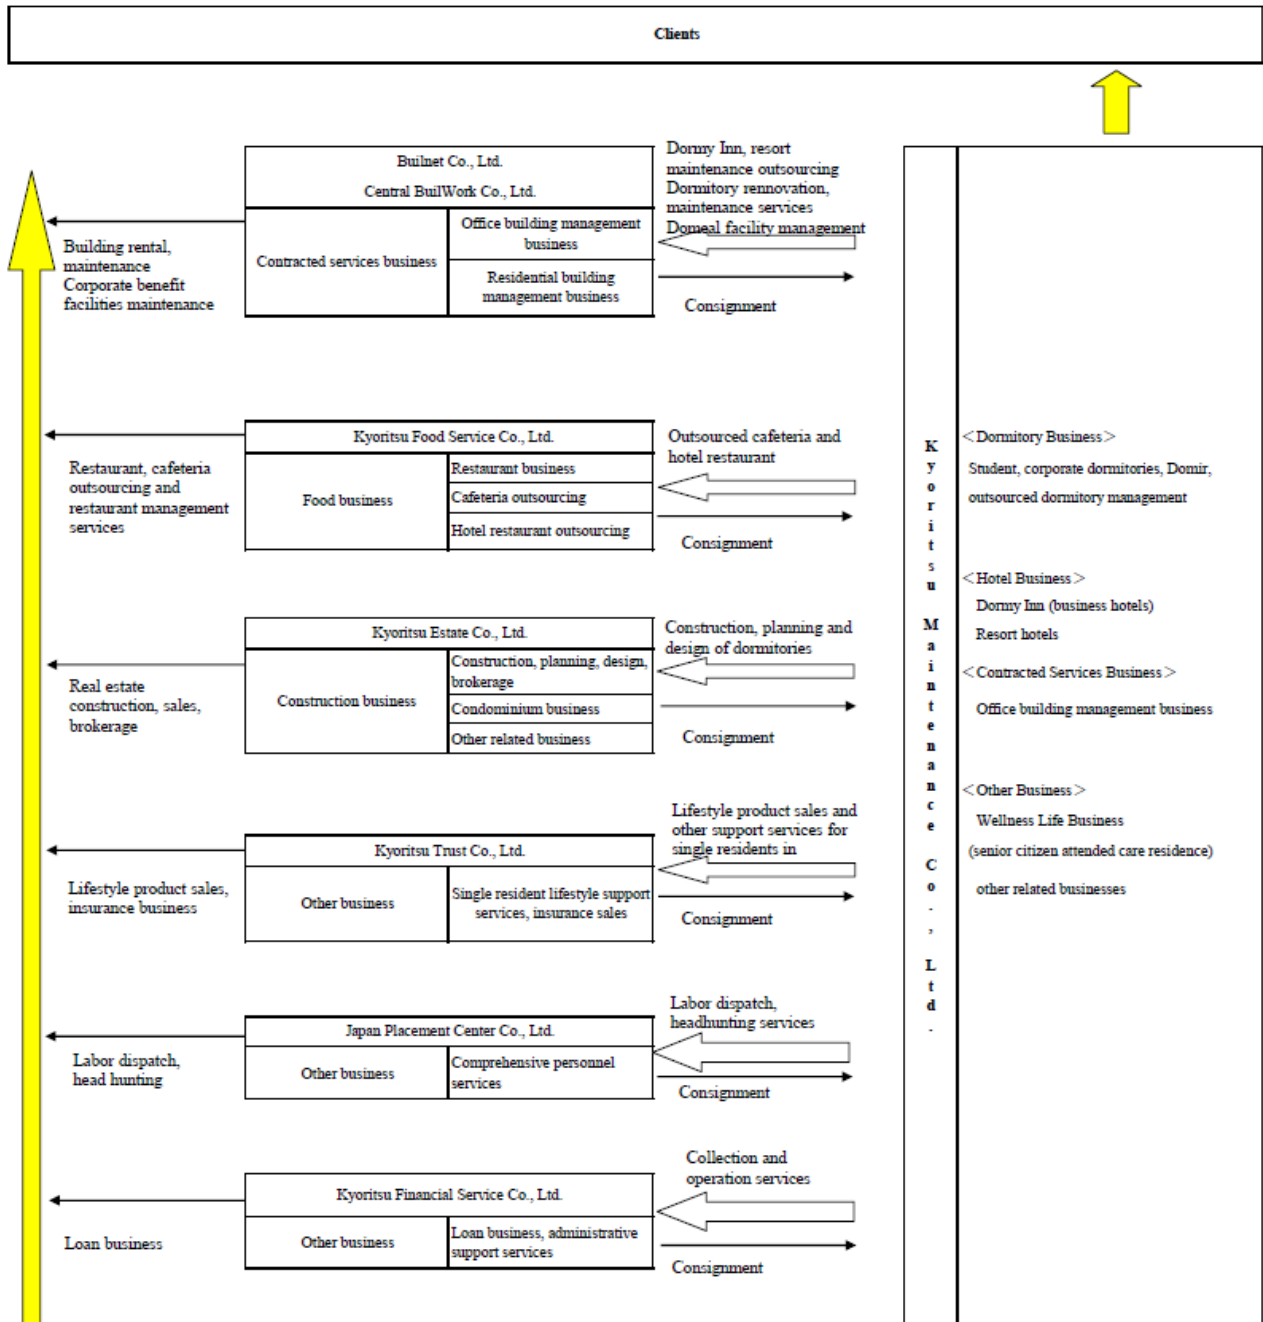 Clients
Builnet Co., Ltd.
Central BuilWork Co., Ltd.
Contracted services business
Office building management
business
Residential building
management business
Building rental,
maintenance
Corporate benefit
facilities maintenance
Dormy Inn, resort
maintenance outsourcing
Dormitory rennovation,
maintenance services
Domeal facility management
Consignment
Kyoritsu Food Service Co., Ltd.
Food business
Restaurant business
Cafeteria outsourcing
Hotel restaurant outsourcing
Restaurant, cafeteria
outsourcing and
restaurant management
services
Outsourced cafeteria and
hotel restaurant
Consignment
Kyoritsu Estate Co., Ltd.
Construction business
Construction, planning, design,
brokerage
Condominium business
Other related business
Real estate
construction, sales,
brokerage
Construction, planning and
design of dormitories
Consignment
Kyoritsu Trust Co., Ltd.
Other business
Single resident lifestyle support
services, insurance sales
Lifestyle product sales,
insurance business
Lifestyle product sales and
other support services for
single residents in
Consignment
Japan Placement Center Co., Ltd.
Other business
Comprehensive personnel
services
Labor dispatch,
head hunting
Labor dispatch,
headhunting services
Consignment
Kyoritsu Financial Service Co., Ltd.
Other business
Loan business, administrative
support services
Loan business
Collection and
operation services
Consignment
Kyoritsu Maintenance Co., Ltd.
＜Dormitory Business＞
Student, corporate dormitories, Domir,
outsourced dormitory management
＜Hotel Business＞
Dormy Inn (business hotels)
Resort hotels
＜Contracted Services Business＞
Office building management business
＜Other Business＞
Wellness Life Business
(senior citizen attended care residence)
other related businesses